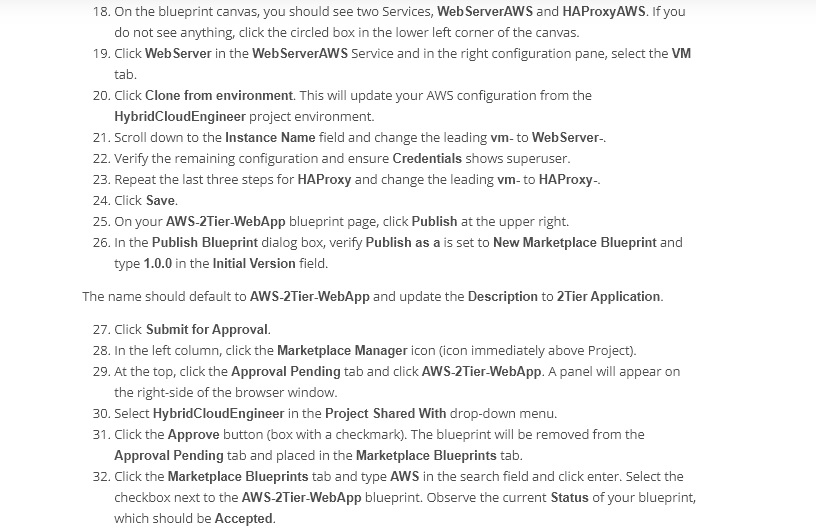 18. On the blueprint canvas, you should see two Services, WebServerAWS and HAProxyAWS. If you
do not see anything, click the circled box in the lower left corner of the canvas.
19. Click WebServer in the WebServerAWS Service and in the right configuration pane, select the VM
tab.
20. Click Clone from environment. This will update your AWS configuration from the
HybridCloudEngineer project environment.
21. Scroll down to the Instance Name field and change the leading vm- to WebServer-.
22. Verify the remaining configuration and ensure Credentials shows superuser.
23. Repeat the last three steps for HAProxy and change the leading vm- to HAProxy-.
24. Click Save.
25. On your AWS-2Tier-WebApp blueprint page, click Publish at the upper right.
26. In the Publish Blueprint dialog box, verify Publish as a is set to New Marketplace Blueprint and
type 1.0.0 in the Initial Version field.
The name should default to AWS-2Tier-WebApp and update the Description to 2Tier Application.
27. Click Submit for Approval.
28. In the left column, click the Marketplace Manager icon (icon immediately above Project).
29. At the top, click the Approval Pending tab and click AWS-2Tier-WebApp. A panel will appear on
the right-side of the browser window.
30. Select HybridCloudEngineer in the Project Shared With drop-down menu.
31. Click the Approve button (box with a checkmark). The blueprint will be removed from the
Approval Pending tab and placed in the Marketplace Blueprints tab.
32. Click the Marketplace Blueprints tab and type AWS in the search field and click enter. Select the
checkbox next to the AWS-2Tier-WebApp blueprint. Observe the current Status of your blueprint,
which should be Accepted.